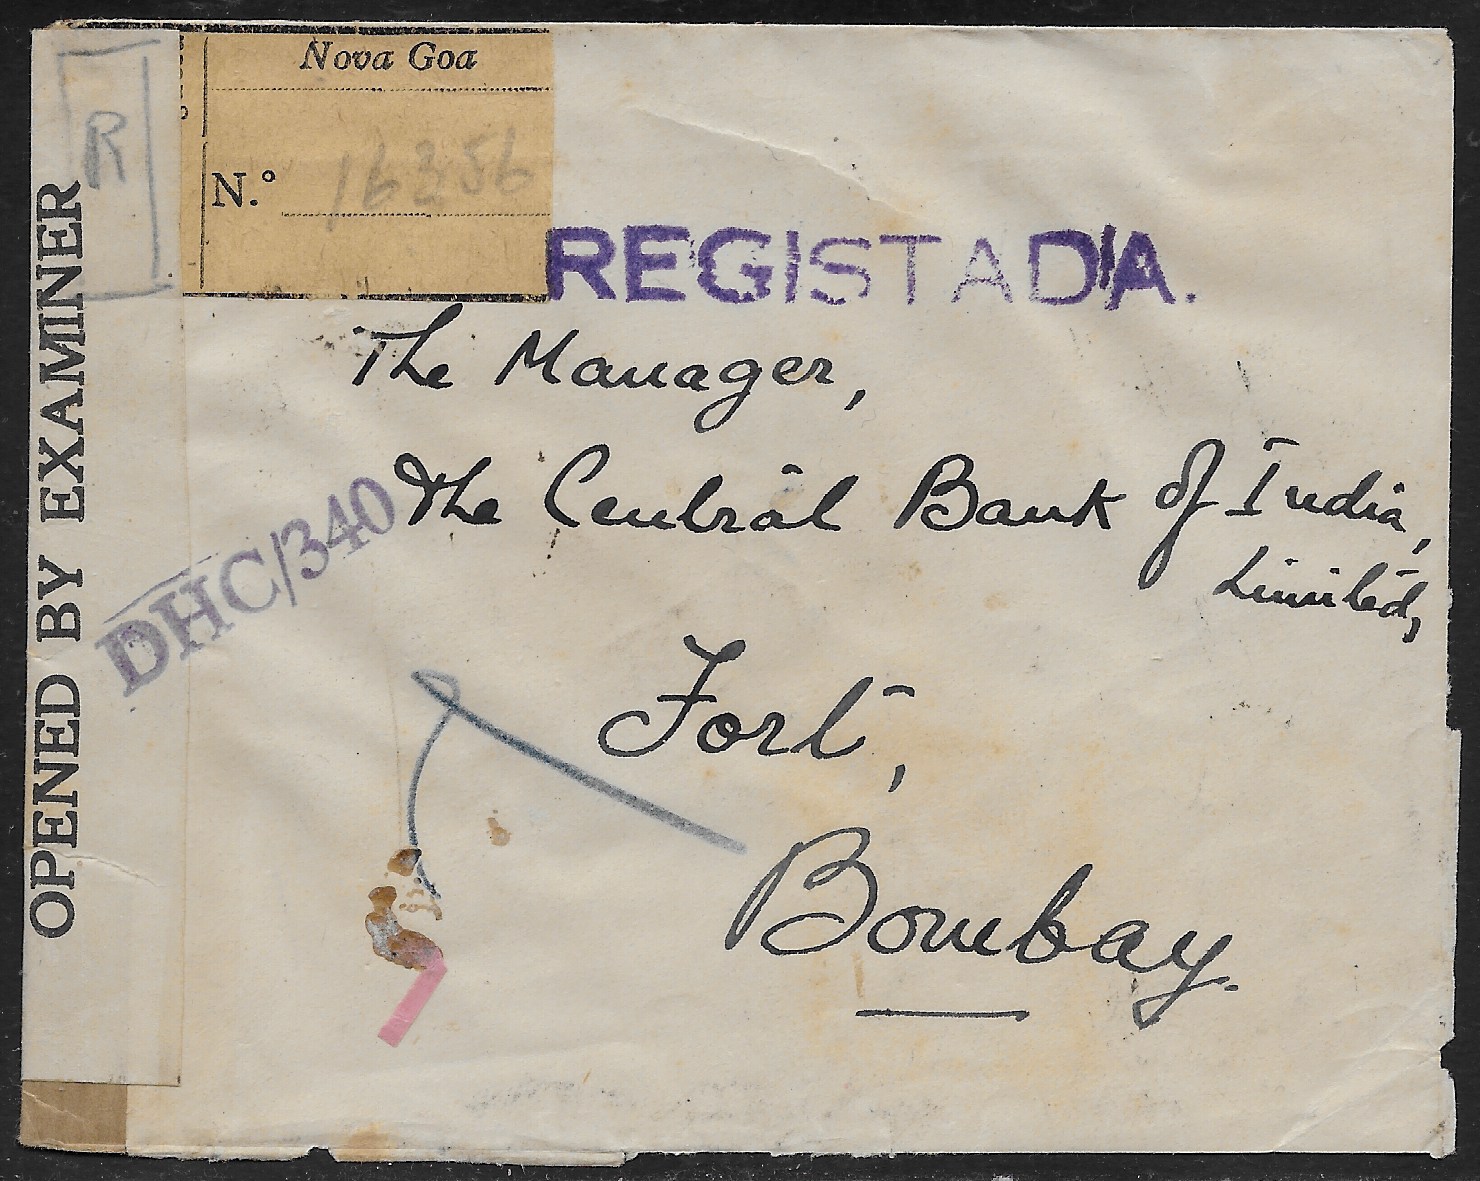 Nova Goa
R
N.º 16356
REGISTADA.
OPENED BY EXAMINER
DHC/340
The Manager,
The Central Bank of India,
Limited,
Fort,
Bombay.